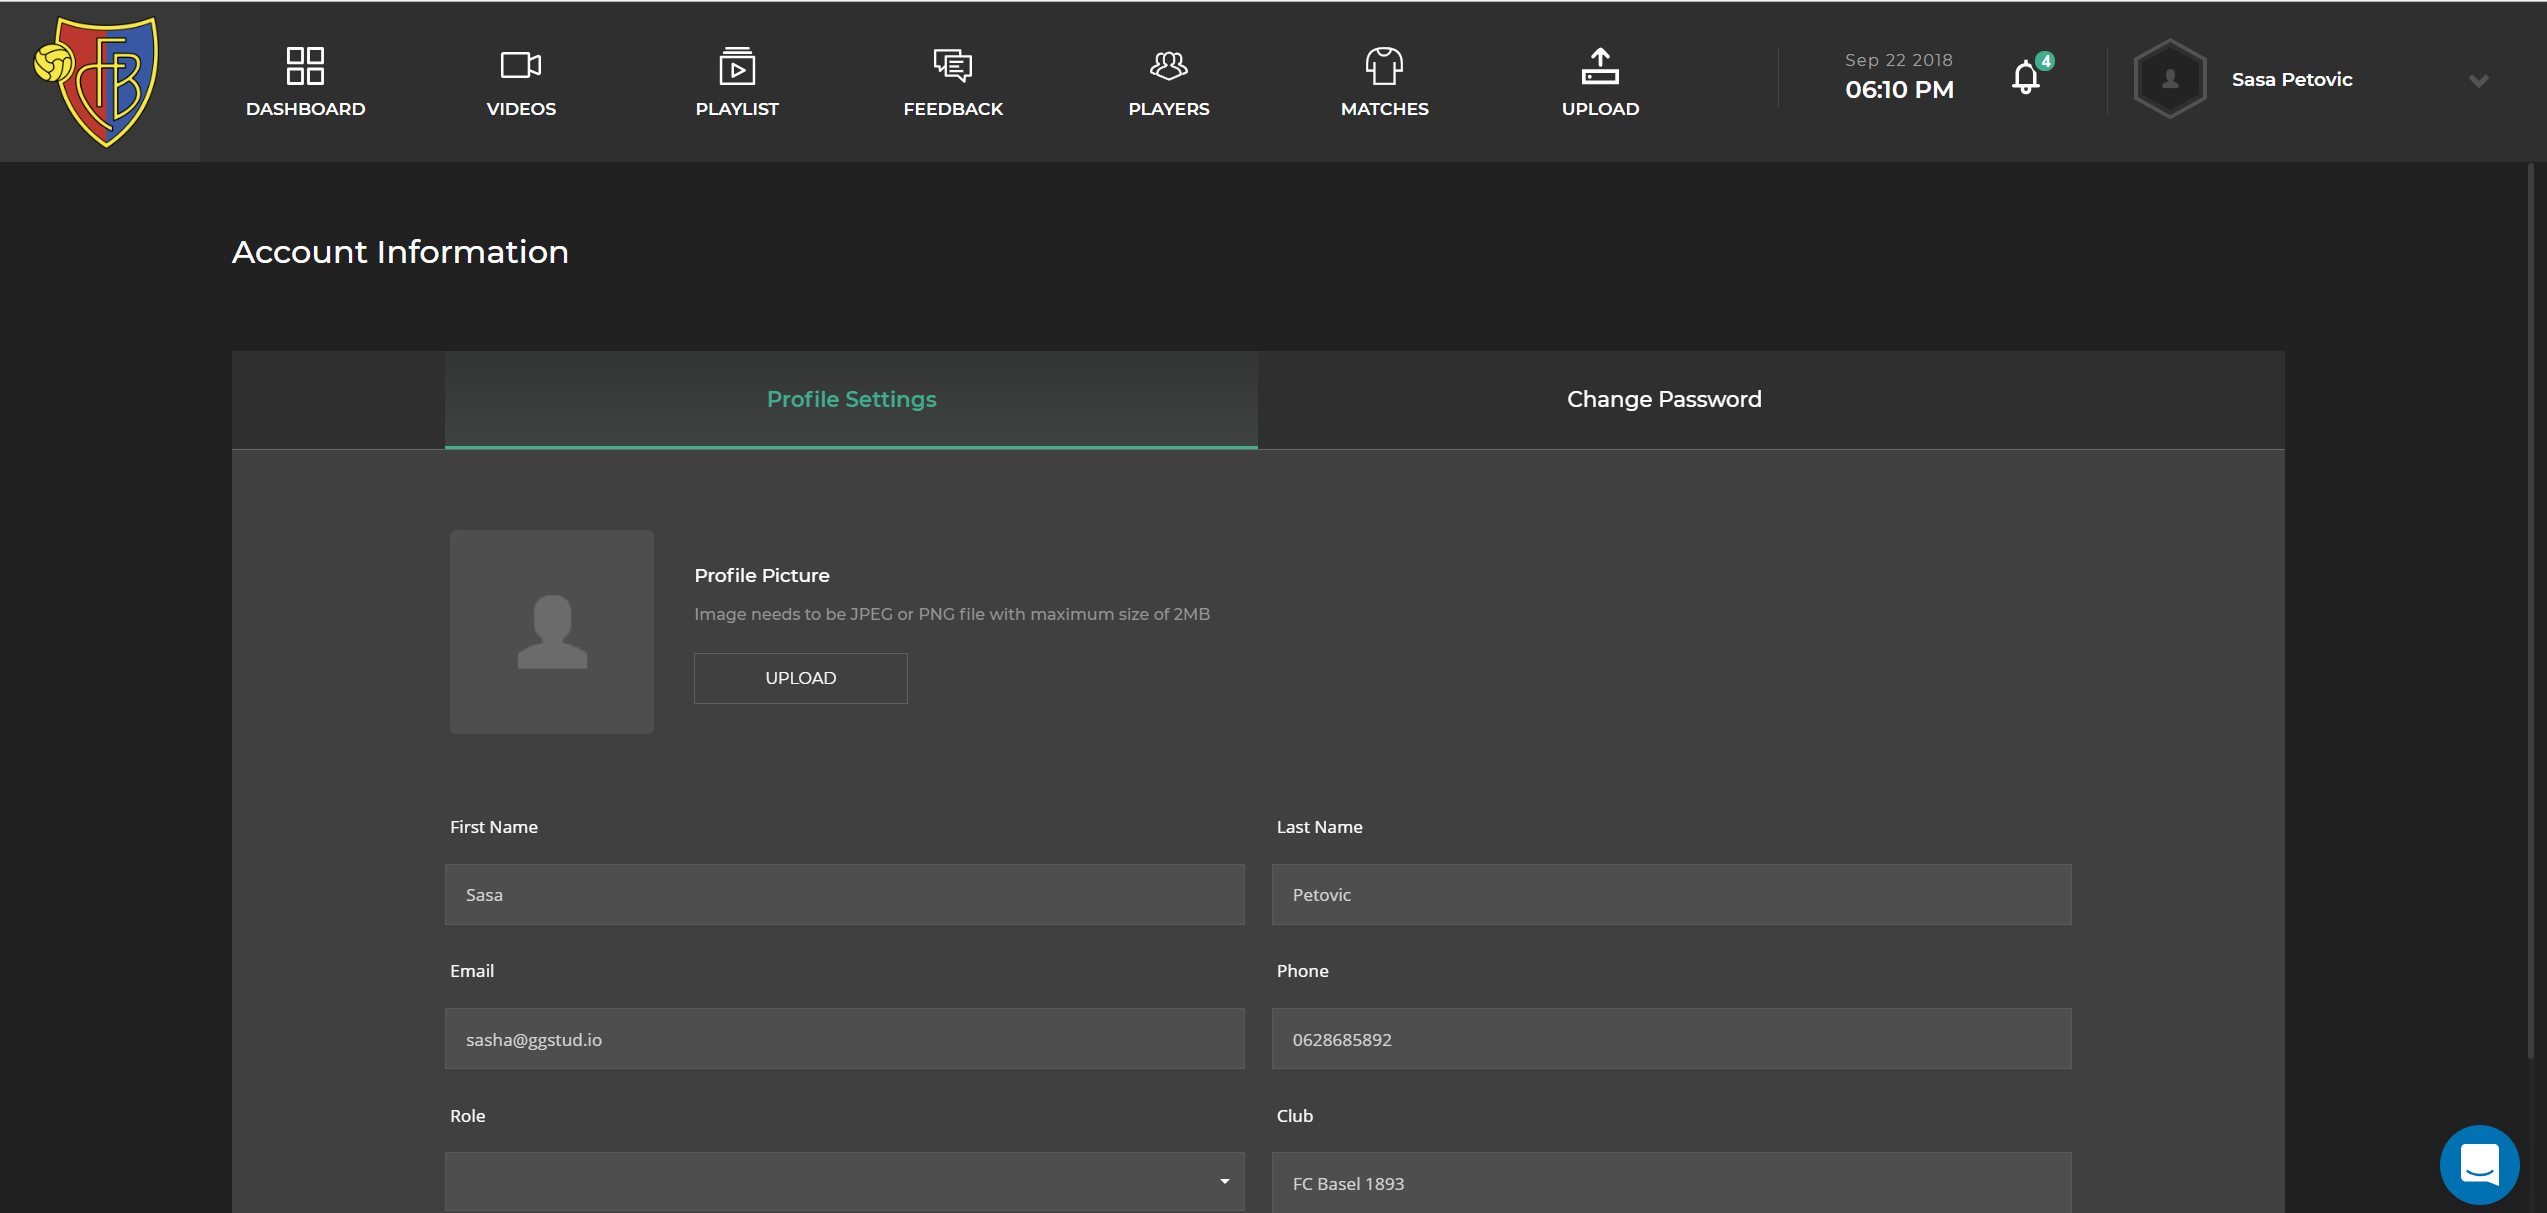 FCB
DASHBOARD
VIDEOS
PLAYLIST
FEEDBACK
PLAYERS
MATCHES
UPLOAD
Sep 22 2018
06:10 PM
4
Sasa Petovic
Account Information
Profile Settings
Change Password
Profile Picture
Image needs to be JPEG or PNG file with maximum size of 2MB
UPLOAD
First Name
Last Name
Sasa
Petovic
Email
Phone
sasha@ggstud.io
0628685892
Role
Club
FC Basel 1893